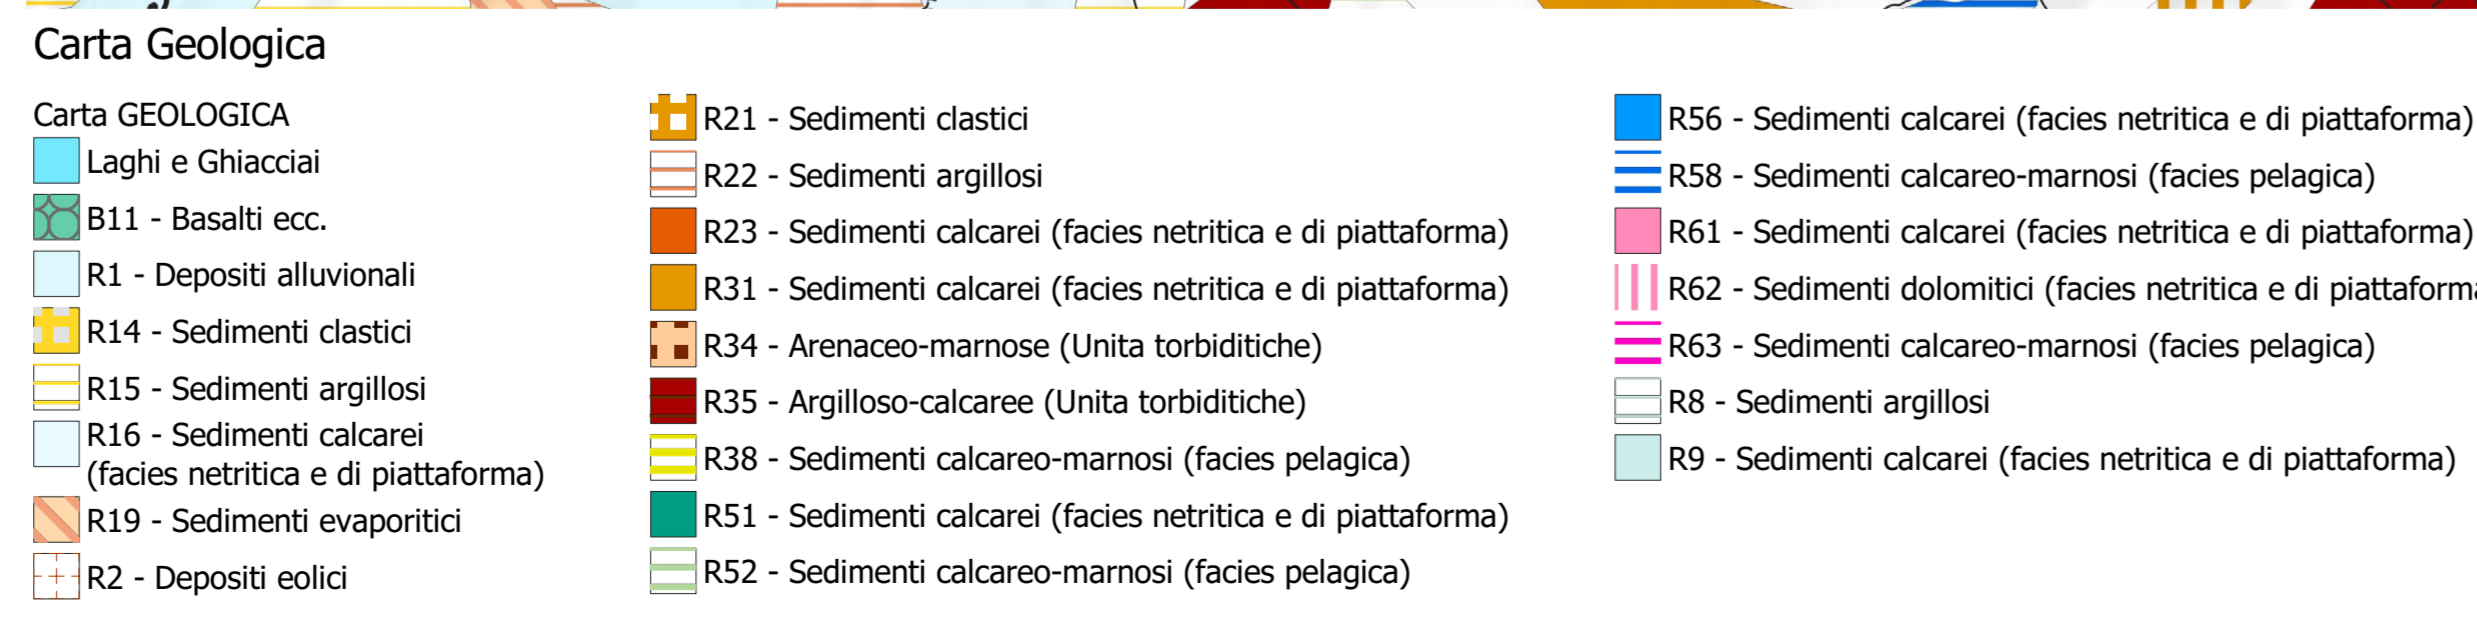 Carta Geologica
Carta GEOLOGICA
Laghi e Ghiacciai
B11 - Basalti ecc.
R1 - Depositi alluvionali
R14 - Sedimenti clastici
R15 - Sedimenti argillosi
R16 - Sedimenti calcarei
(facies netritica e di piattaforma)
R19 - Sedimenti evaporitici
R2 - Depositi eolici
R21 - Sedimenti clastici
R22 - Sedimenti argillosi
R23 - Sedimenti calcarei (facies netritica e di piattaforma)
R31 - Sedimenti calcarei (facies netritica e di piattaforma)
R34 - Arenaceo-marnose (Unita torbiditiche)
R35 - Argilloso-calcaree (Unita torbiditiche)
R38 - Sedimenti calcareo-marnosi (facies pelagica)
R51 - Sedimenti calcarei (facies netritica e di piattaforma)
R52 - Sedimenti calcareo-marnosi (facies pelagica)
R56 - Sedimenti calcarei (facies netritica e di piattaforma)
R58 - Sedimenti calcareo-marnosi (facies pelagica)
R61 - Sedimenti calcarei (facies netritica e di piattaforma)
R62 - Sedimenti dolomitici (facies netritica e di piattaforma
R63 - Sedimenti calcareo-marnosi (facies pelagica)
R8 - Sedimenti argillosi
R9 - Sedimenti calcarei (facies netritica e di piattaforma)